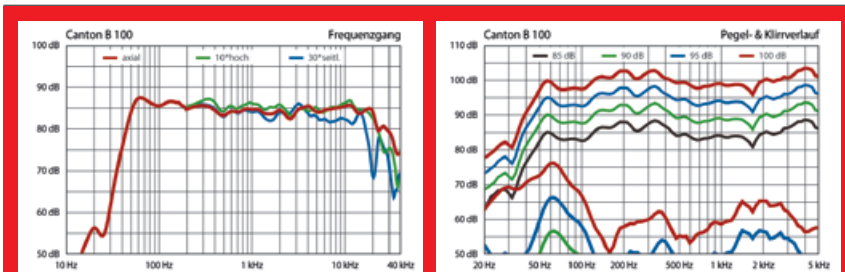 Canton B 100 Frequenzgang
100 dB
axial 10°hoch 30°seitl.
90 dB
80 dB
70 dB
60 dB
50 dB
10 Hz 100 Hz 1 kHz 10 kHz 40 kHz
Canton B 100 Pegel- & Klirrverlauf
110 dB
85 dB 90 dB 95 dB 100 dB
100 dB
90 dB
80 dB
70 dB
60 dB
50 dB
20 Hz 50 Hz 100 Hz 200 Hz 500 Hz 1 kHz 2 kHz 5 kHz